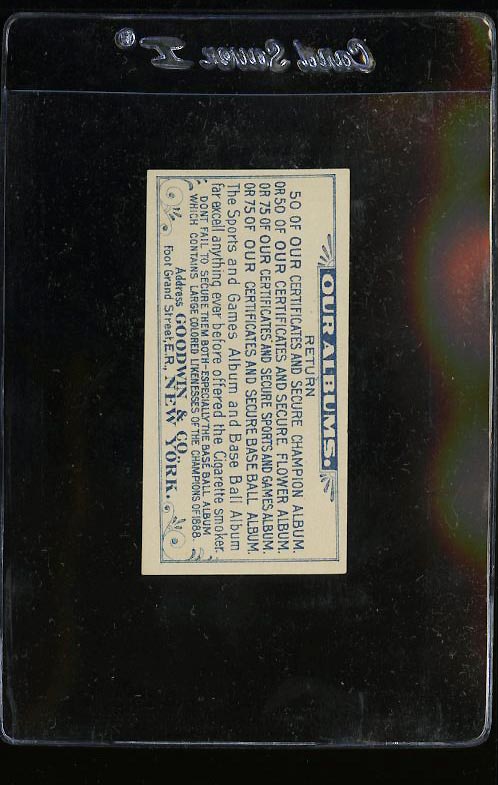 Card Saver I®
OUR ALBUMS.
RETURN
50 OF OUR CERTIFICATES AND SECURE CHAMPION ALBUM.
OR 50 OF OUR CERTIFICATES AND SECURE FLOWER ALBUM.
OR 75 OF OUR CERTIFICATES AND SECURE SPORTS AND GAMES ALBUM.
OR 75 OF OUR CERTIFICATES AND SECURE BASE BALL ALBUM.
The Sports and Games Album and Base Ball Album
far excell anything ever before offered the Cigarette smoker.
DONT FAIL TO SECURE THEM BOTH-ESPECIALLY THE BASE BALL ALBUM
WHICH CONTAINS LARGE COLORED LIKENESSES OF THE CHAMPIONS OF 1888.
Address GOODWIN & CO.,
Foot Grand Street, E.R., NEW YORK.